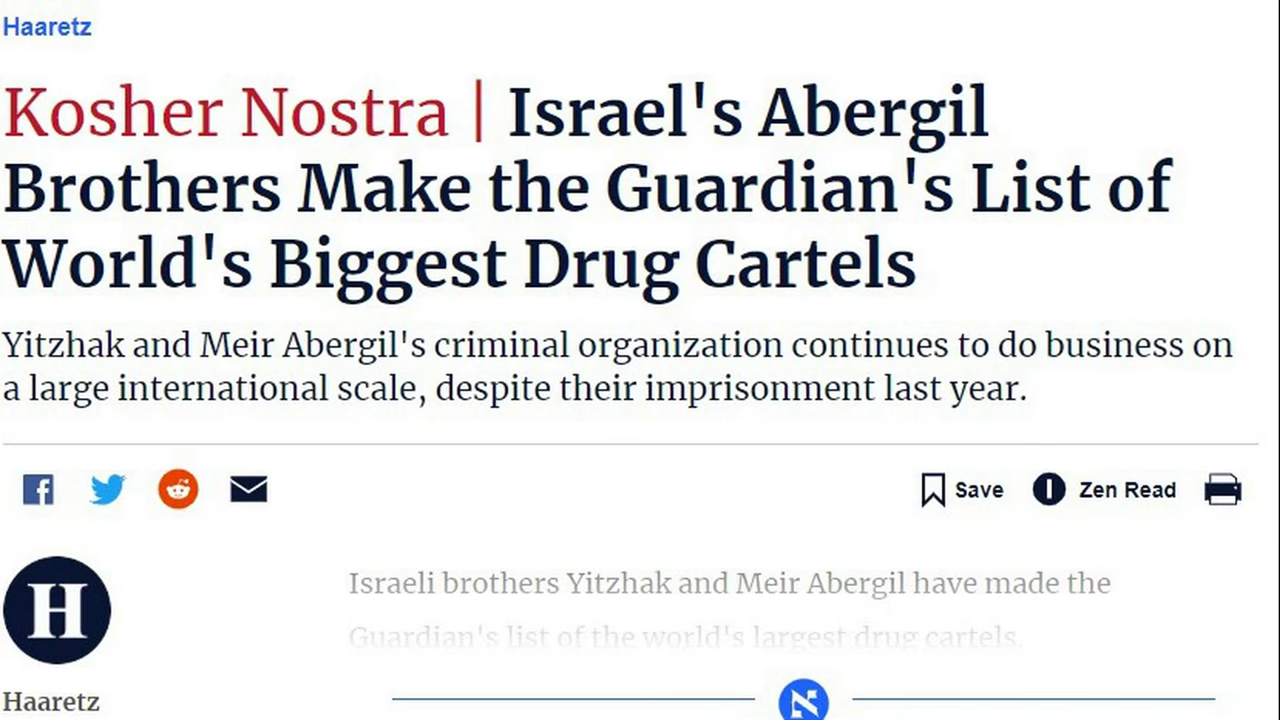 Haaretz
Kosher Nostra | Israel's Abergil
Brothers Make the Guardian's List of
World's Biggest Drug Cartels
Yitzhak and Meir Abergil's criminal organization continues to do business on
a large international scale, despite their imprisonment last year.
Save Zen Read
H
Israeli brothers Yitzhak and Meir Abergil have made the
Guardian's list of the world's largest drug cartels.
Haaretz